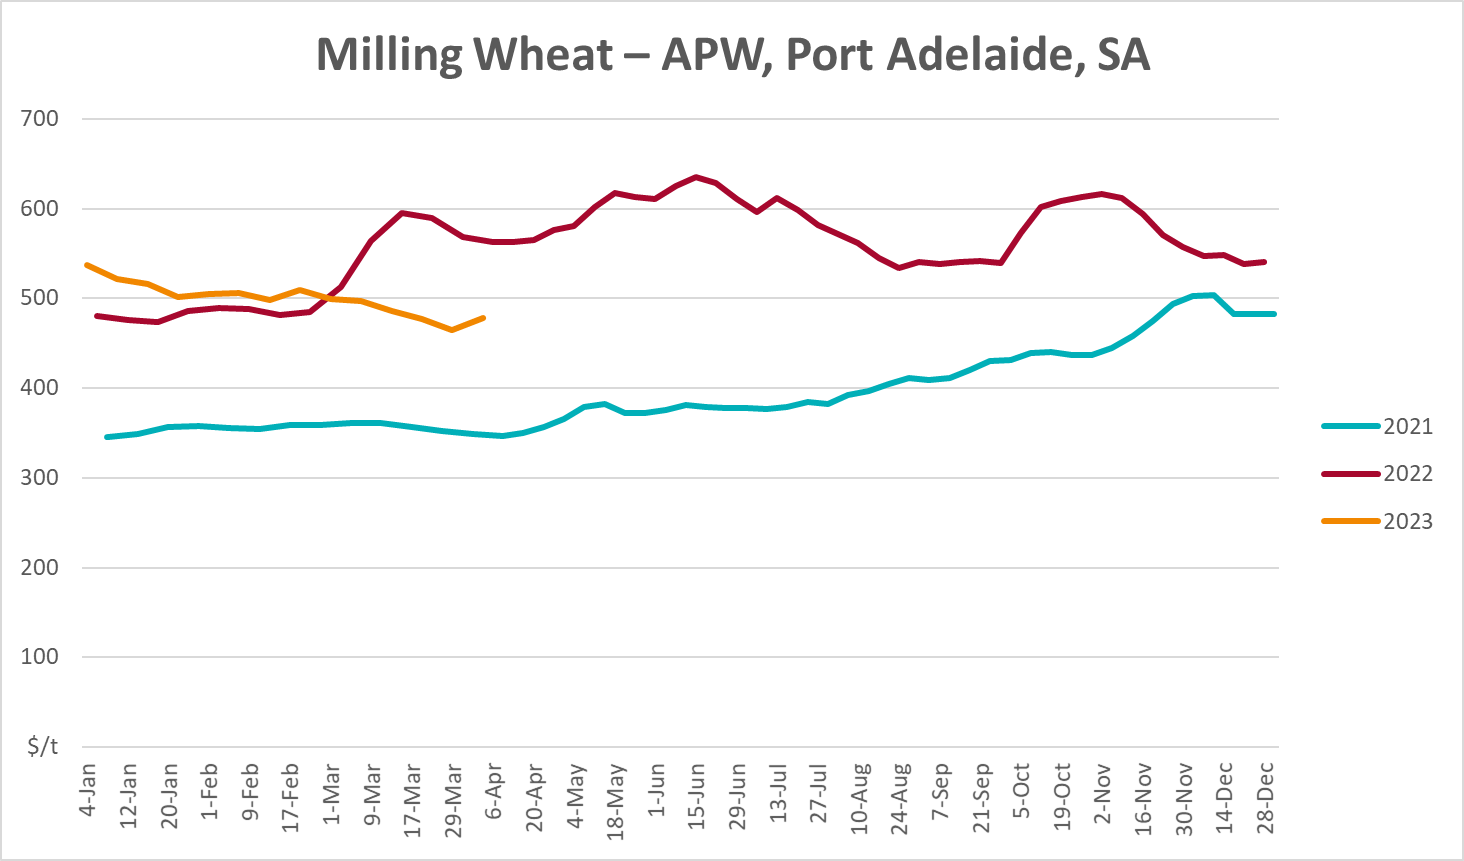 Milling Wheat – APW, Port Adelaide, SA
700
600
500
400
300
200
100
$/t
4-Jan
12-Jan
20-Jan
1-Feb
9-Feb
17-Feb
1-Mar
9-Mar
17-Mar
29-Mar
6-Apr
20-Apr
4-May
18-May
1-Jun
15-Jun
29-Jun
13-Jul
27-Jul
10-Aug
24-Aug
7-Sep
21-Sep
5-Oct
19-Oct
2-Nov
16-Nov
30-Nov
14-Dec
28-Dec
2021
2022
2023